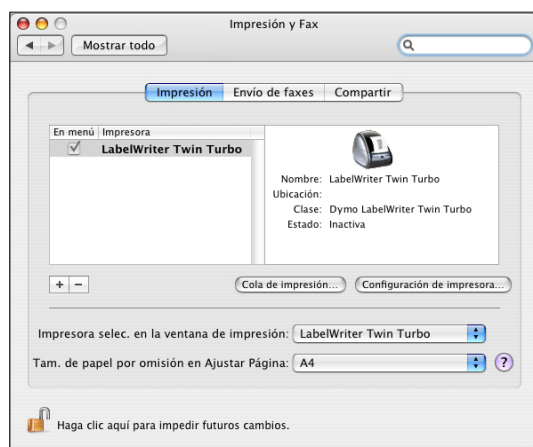 Impresión y Fax
Mostrar todo
Impresión Envío de faxes Compartir
En menú Impresora
LabelWriter Twin Turbo
Nombre: LabelWriter Twin Turbo
Ubicación:
Clase: Dymo LabelWriter Twin Turbo
Estado: Inactiva
+ −
Cola de impresión... Configuración de impresora...
Impresora selec. en la ventana de impresión: LabelWriter Twin Turbo
Tam. de papel por omisión en Ajustar Página: A4 ?
Haga clic aquí para impedir futuros cambios.